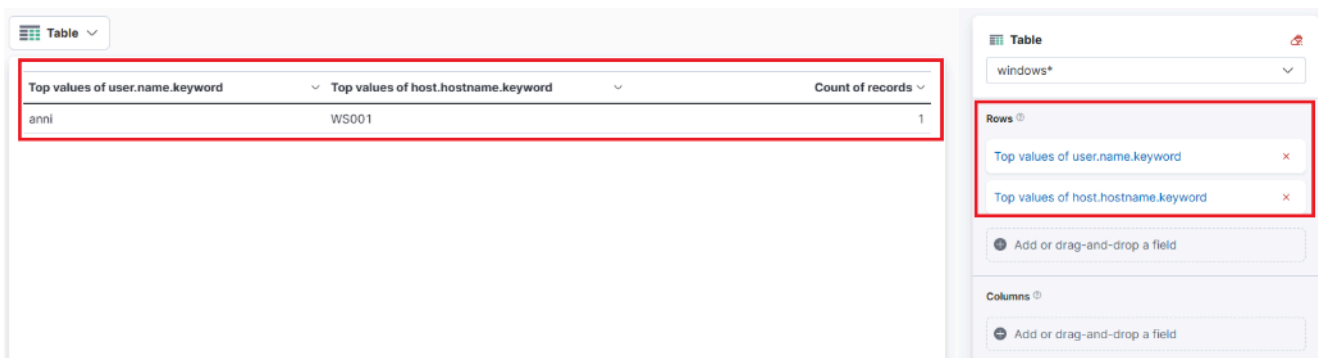 Table
Top values of user.name.keyword Top values of host.hostname.keyword Count of records
anni WS001 1
Table
windows*
Rows
Top values of user.name.keyword
Top values of host.hostname.keyword
Add or drag-and-drop a field
Columns
Add or drag-and-drop a field